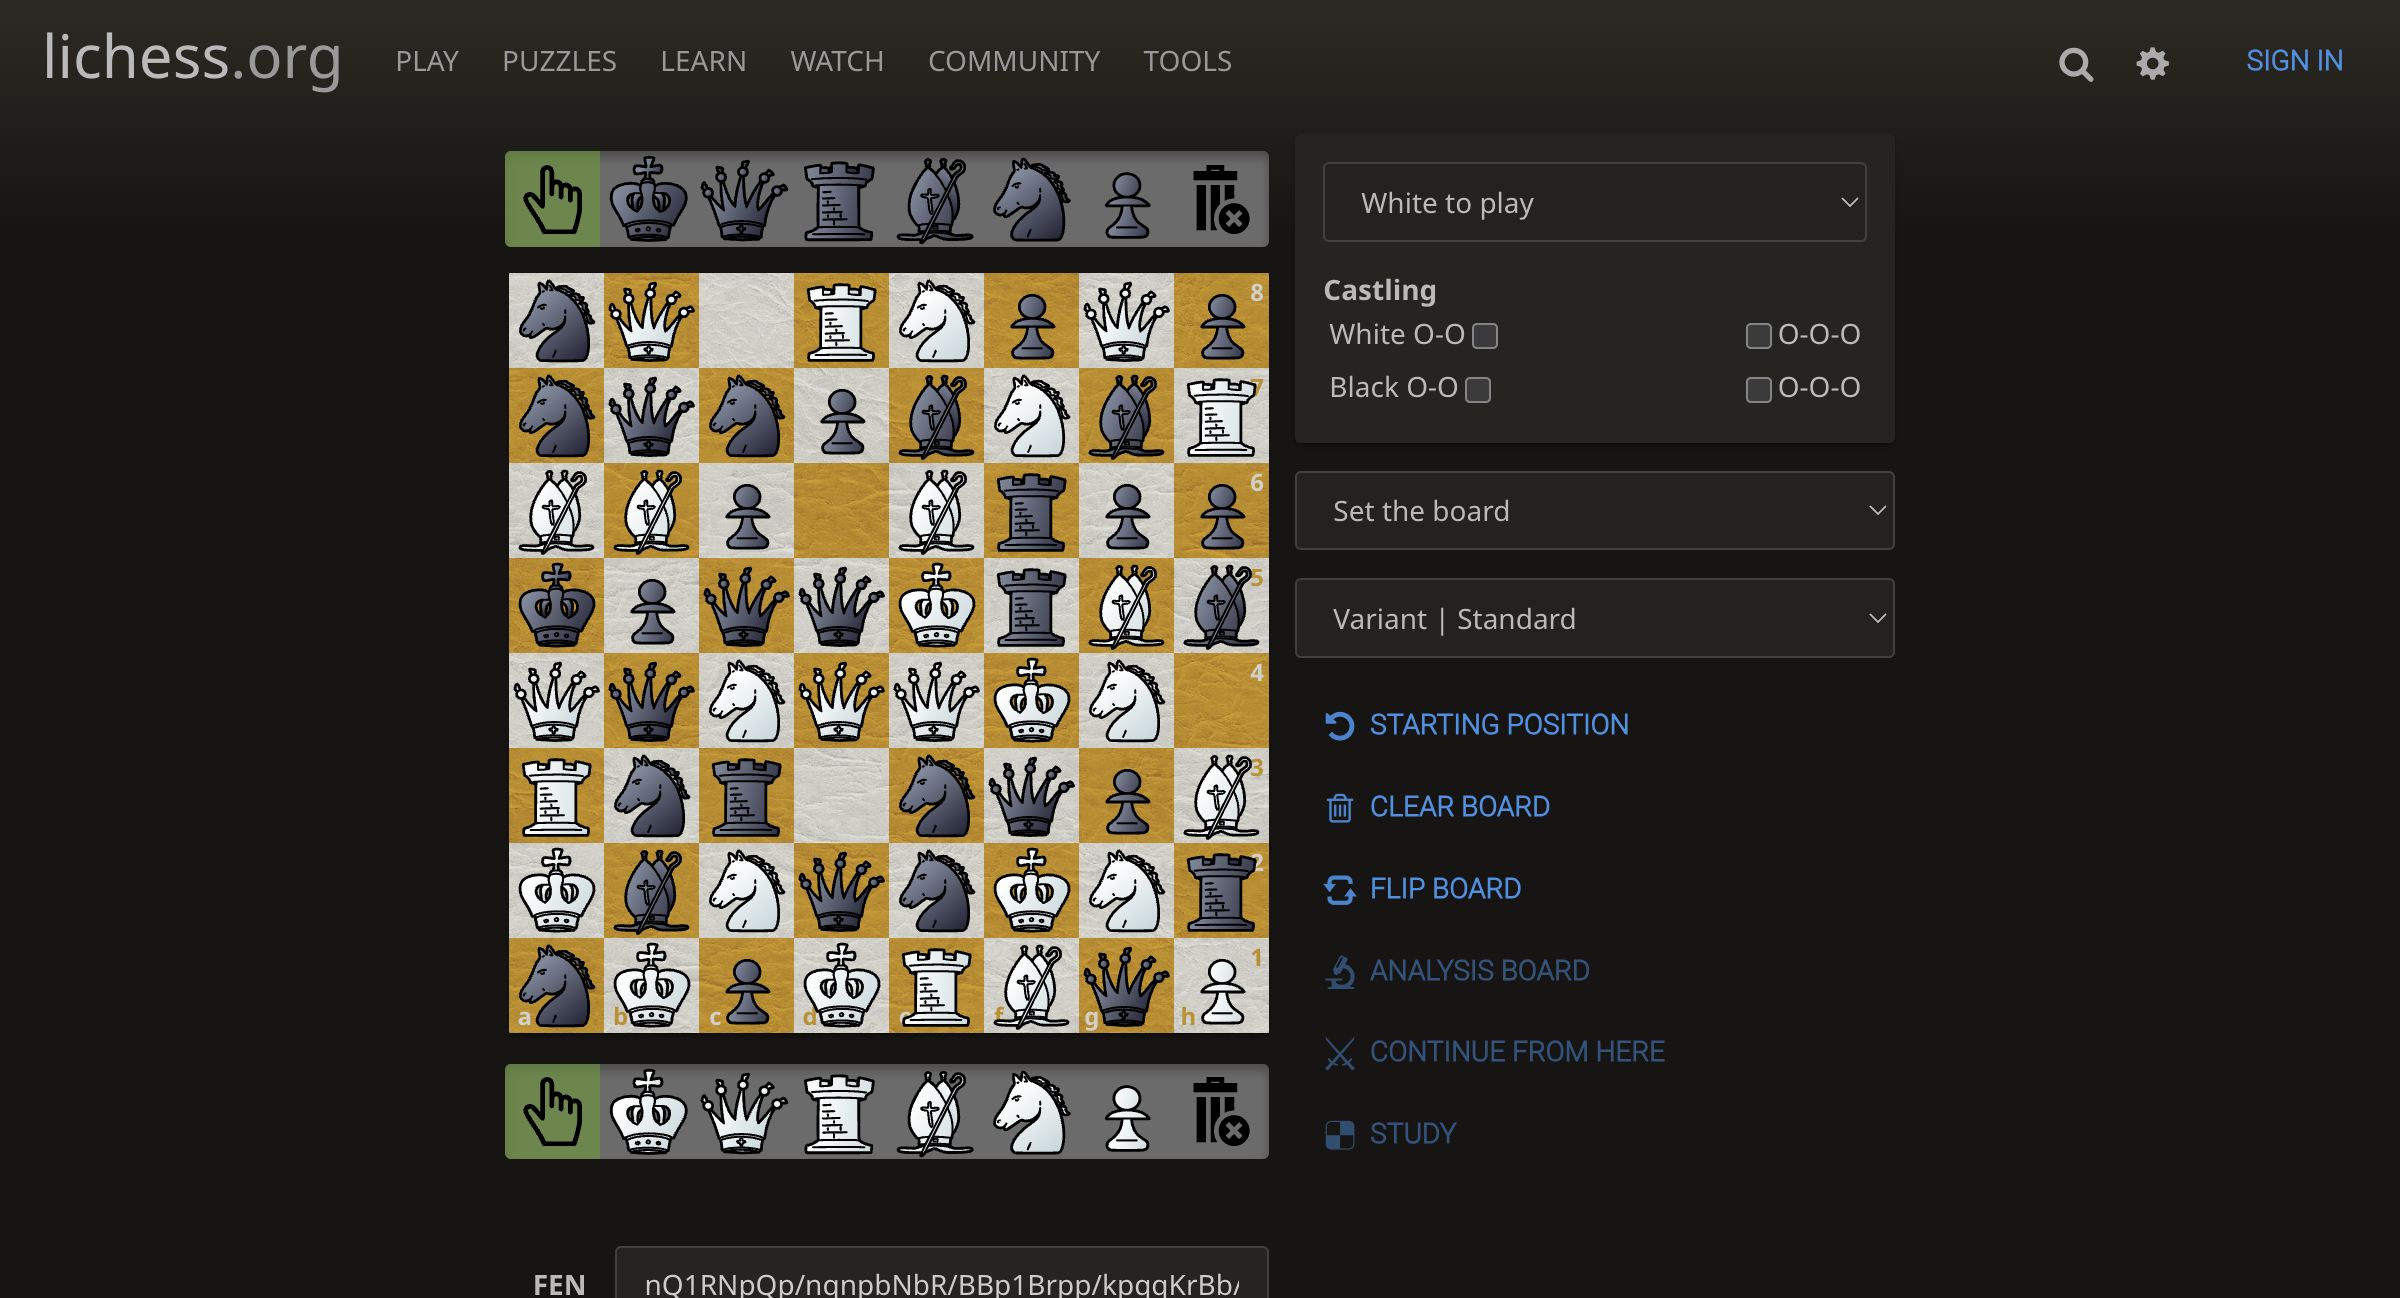 lichess.org PLAY PUZZLES LEARN WATCH COMMUNITY TOOLS SIGN IN
White to play
Castling
White O-O O-O-O
Black O-O O-O-O
Set the board
Variant | Standard
STARTING POSITION
CLEAR BOARD
FLIP BOARD
ANALYSIS BOARD
CONTINUE FROM HERE
STUDY
8
7
6
5
4
3
2
1
a b c d e f g h
FEN nQ1RNpQp/nqnpbNbR/BBp1Brpp/kpqqKrBb/